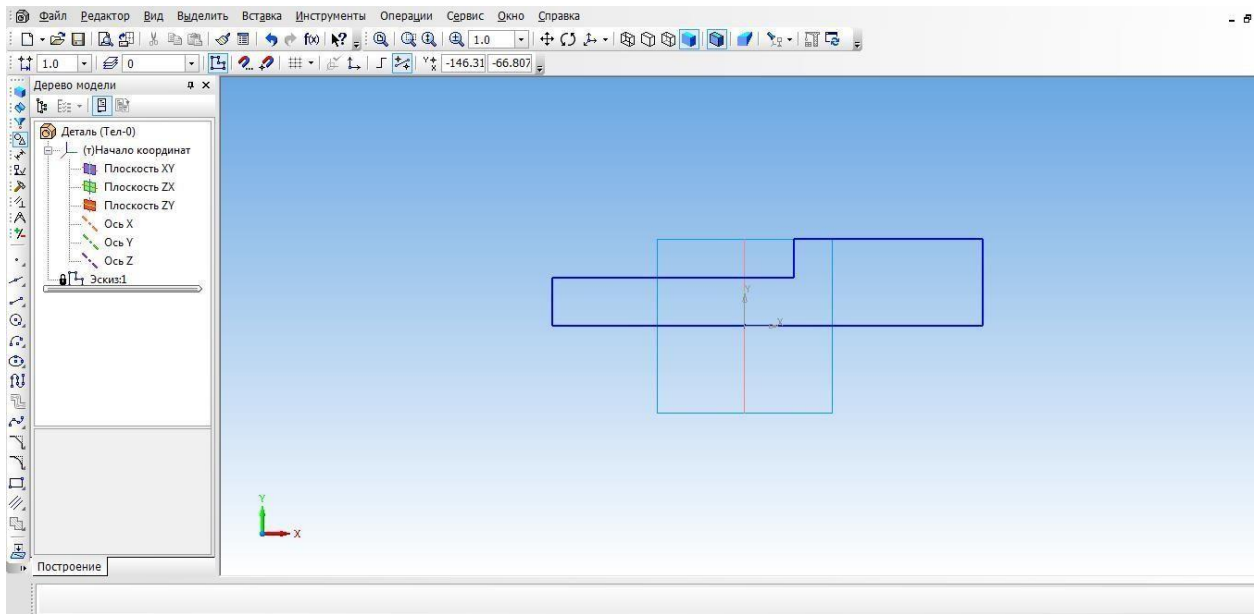 Файл Редактор Вид Выделить Вставка Инструменты Операции Сервис Окно Справка
f(x) 1.0
1.0 0 -146.31 -66.807
Дерево модели
Деталь (Тел-0)
(т)Начало координат
Плоскость XY
Плоскость ZX
Плоскость ZY
Ось X
Ось Y
Ось Z
Эскиз:1
Y
X
Y
X
Построение